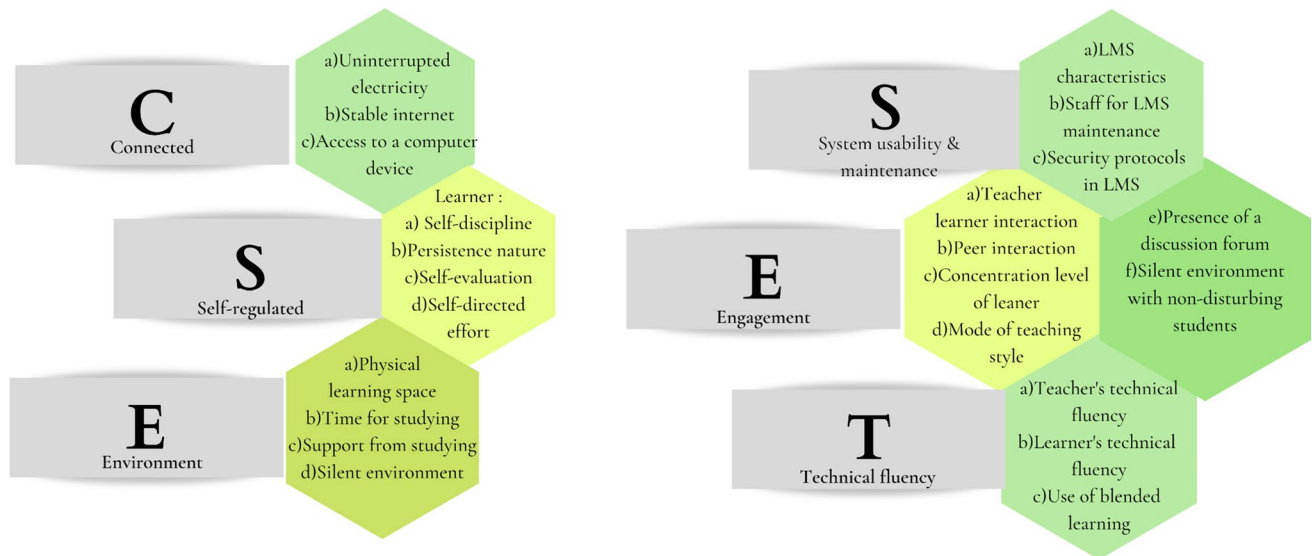 C
Connected
a)Uninterrupted
electricity
b)Stable internet
c)Access to a computer
device
S
Self-regulated
Learner :
a) Self-discipline
b)Persistence nature
c)Self-evaluation
d)Self-directed
effort
E
Environment
a)Physical
learning space
b)Time for studying
c)Support from studying
d)Silent environment
S
System usability &
maintenance
a)LMS
characteristics
b)Staff for LMS
maintenance
c)Security protocols
in LMS
E
Engagement
a)Teacher
learner interaction
b)Peer interaction
c)Concentration level
of leaner
d)Mode of teaching
style
e)Presence of a
discussion forum
f)Silent environment
with non-disturbing
students
T
Technical fluency
a)Teacher's technical
fluency
b)Learner's technical
fluency
c)Use of blended
learning